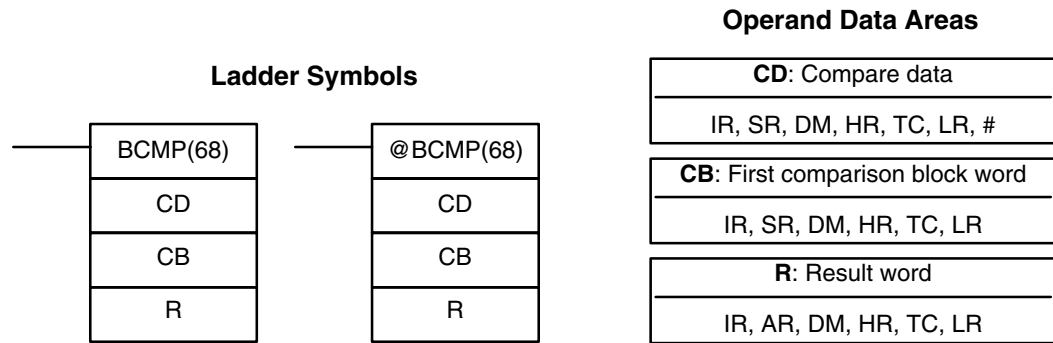 Operand Data Areas
Ladder Symbols
BCMP(68)
CD
CB
R
@BCMP(68)
CD
CB
R
CD: Compare data
IR, SR, DM, HR, TC, LR, #
CB: First comparison block word
IR, SR, DM, HR, TC, LR
R: Result word
IR, AR, DM, HR, TC, LR